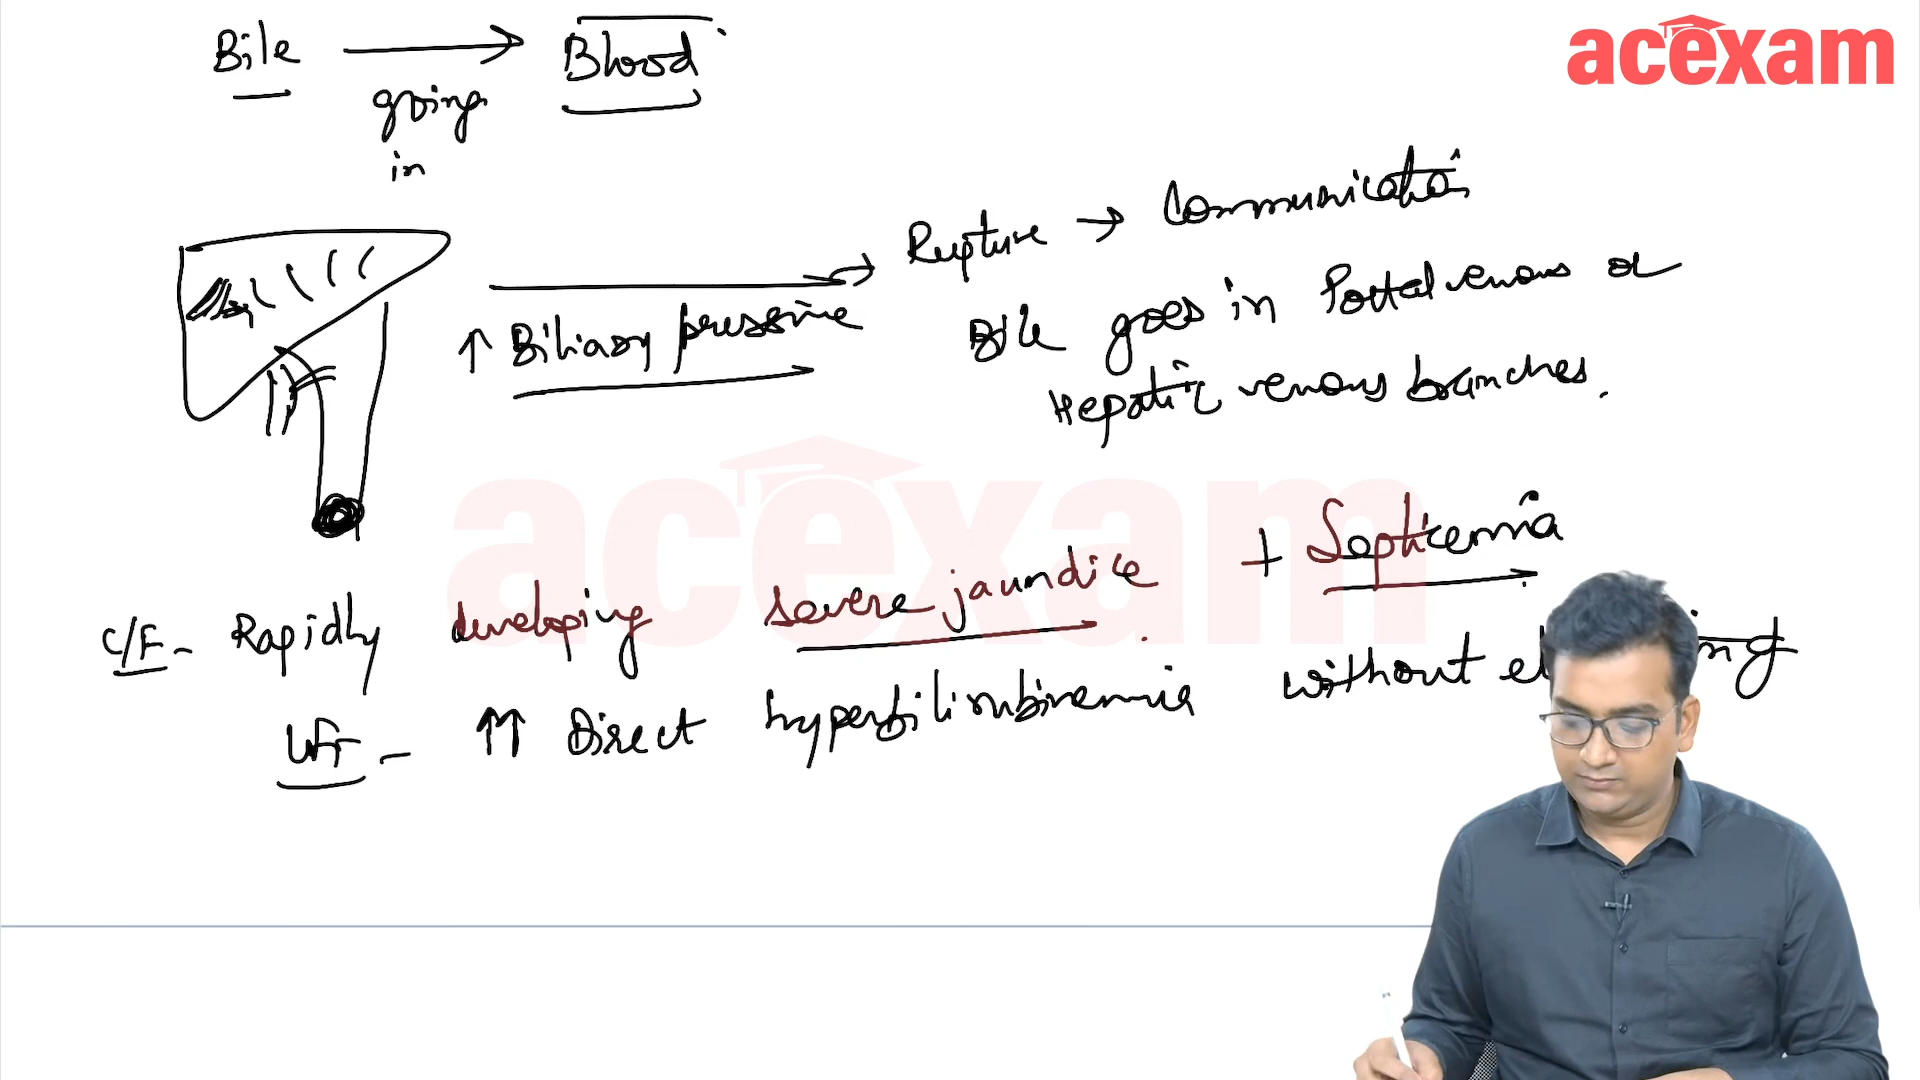 acexam
Bile → Blood
going
in
Rupture → Communication
↑ Biliary pressure
Bile goes in Portal venous or
Hepatic venous branches.
acexam
C/F - Rapidly developing severe jaundice + Septicemia
LFT - ↑↑ Direct hyperbilirubinemia without